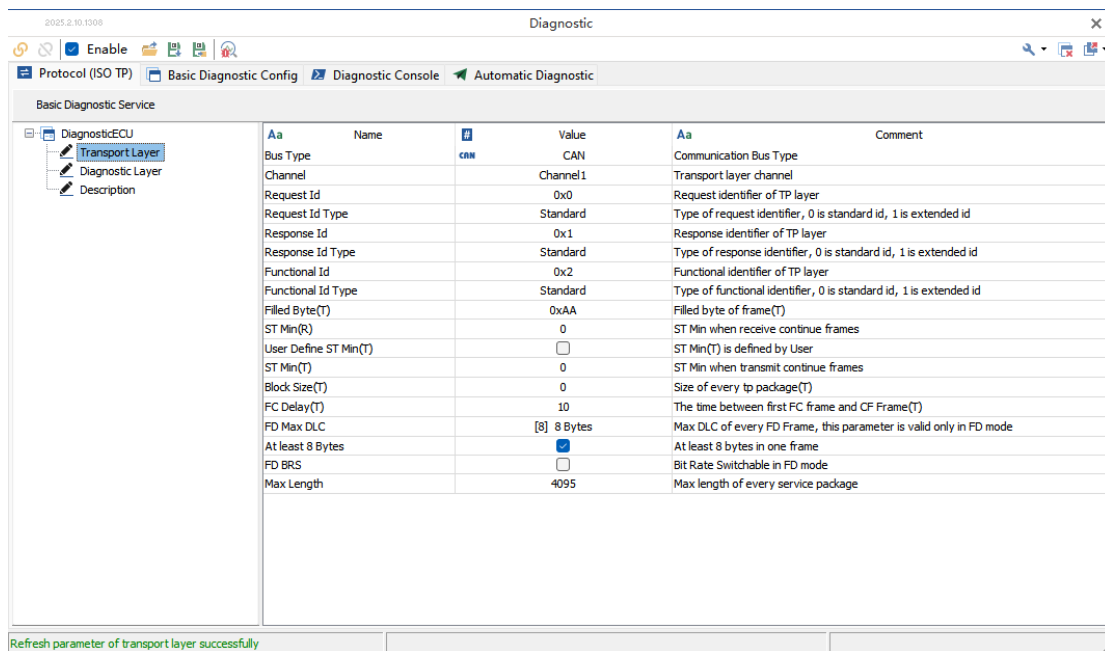 2025.2.10.1308
Diagnostic
Enable
Protocol (ISO TP) Basic Diagnostic Config Diagnostic Console Automatic Diagnostic
Basic Diagnostic Service
DiagnosticECU
Transport Layer
Diagnostic Layer
Description
Aa Name # Value Aa Comment
Bus Type CAN CAN Communication Bus Type
Channel Channel1 Transport layer channel
Request Id 0x0 Request identifier of TP layer
Request Id Type Standard Type of request identifier, 0 is standard id, 1 is extended id
Response Id 0x1 Response identifier of TP layer
Response Id Type Standard Type of response identifier, 0 is standard id, 1 is extended id
Functional Id 0x2 Functional identifier of TP layer
Functional Id Type Standard Type of functional identifier, 0 is standard id, 1 is extended id
Filled Byte(T) 0xAA Filled byte of frame(T)
ST Min(R) 0 ST Min when receive continue frames
User Define ST Min(T) ST Min(T) is defined by User
ST Min(T) 0 ST Min when transmit continue frames
Block Size(T) 0 Size of every tp package(T)
FC Delay(T) 10 The time between first FC frame and CF Frame(T)
FD Max DLC [8] 8 Bytes Max DLC of every FD Frame, this parameter is valid only in FD mode
At least 8 Bytes At least 8 bytes in one frame
FD BRS Bit Rate Switchable in FD mode
Max Length 4095 Max length of every service package
Refresh parameter of transport layer successfully